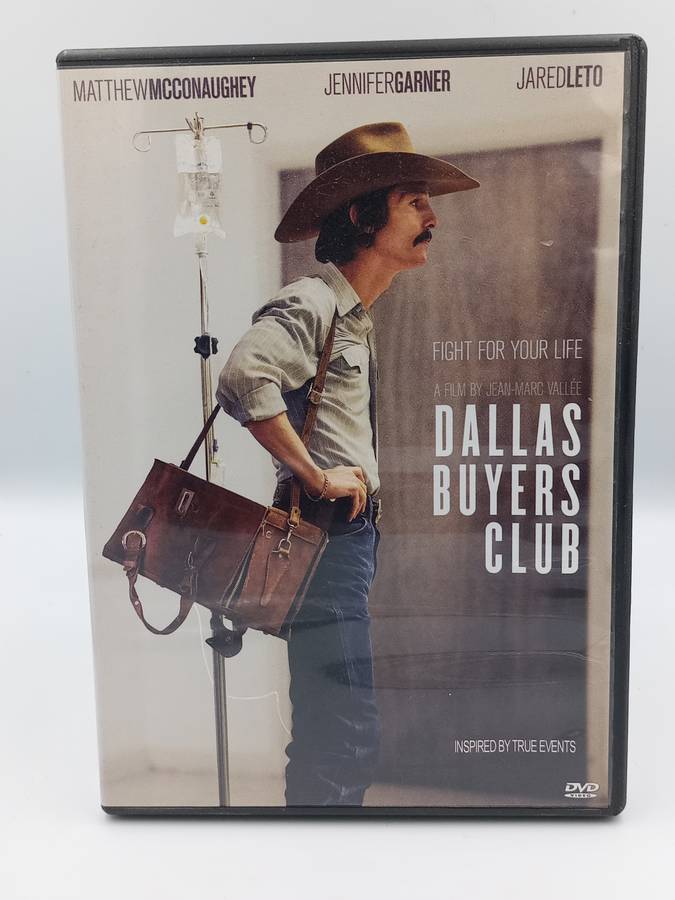 MATTHEWMCCONAUGHEY JENNIFERGARNER JAREDLETO
FIGHT FOR YOUR LIFE
A FILM BY JEAN-MARC VALLÉE
DALLAS
BUYERS
CLUB
INSPIRED BY TRUE EVENTS
DVD
VIDEO